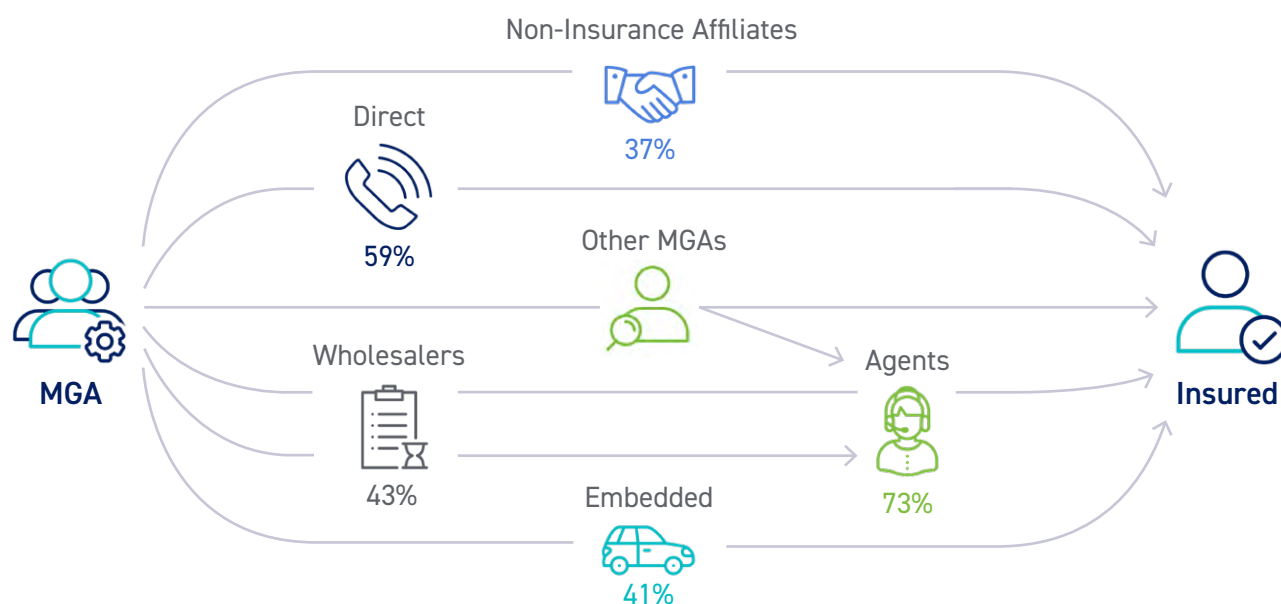 Non-Insurance Affiliates
37%
Direct
59%
Other MGAs
MGA
Insured
Wholesalers
43%
Agents
73%
Embedded
41%